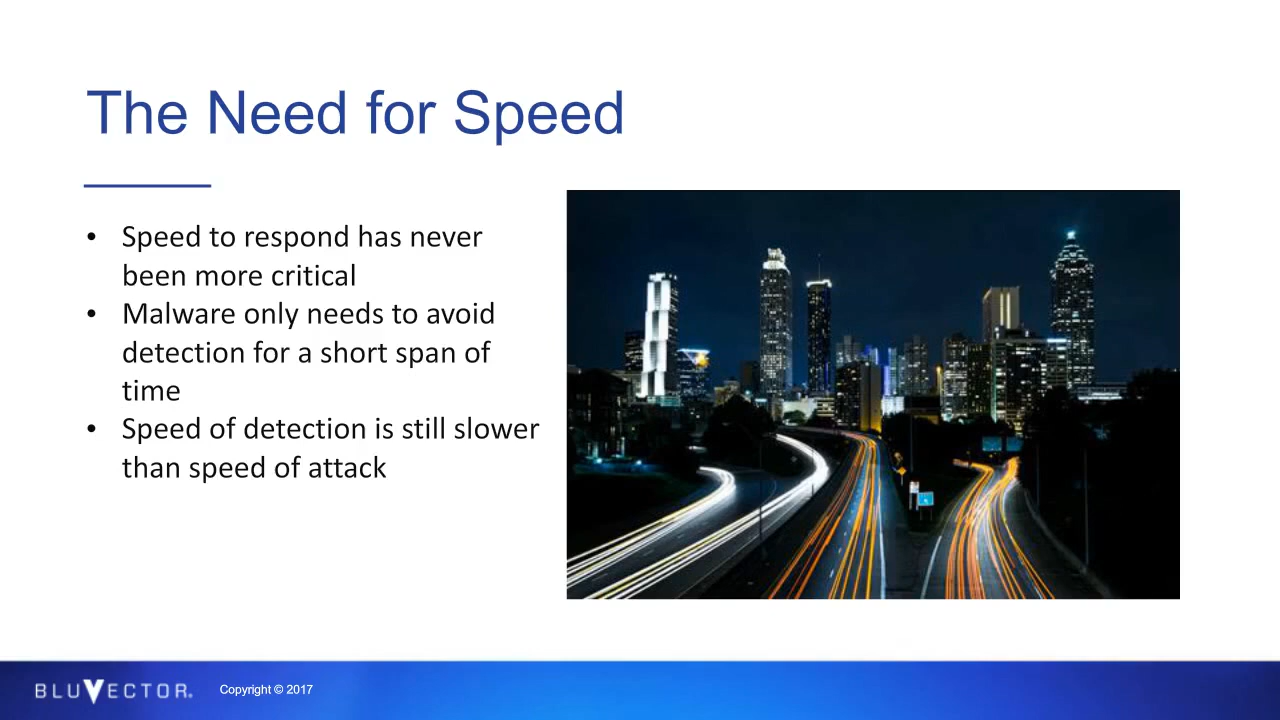 The Need for Speed
• Speed to respond has never
been more critical
• Malware only needs to avoid
detection for a short span of
time
• Speed of detection is still slower
than speed of attack
BLUVECTOR®
Copyright © 2017